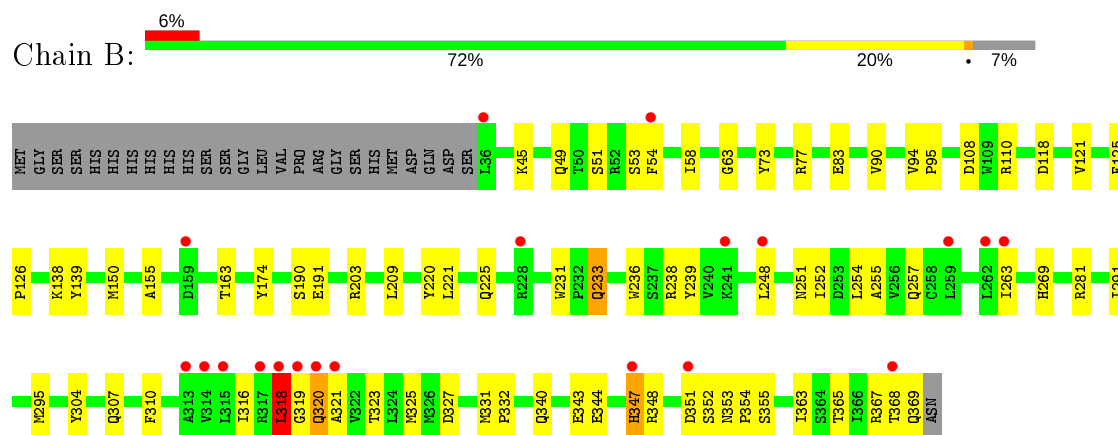 6%
Chain B:
72% 20% • 7%
MET GLY SER SER HIS HIS HIS HIS HIS HIS SER SER GLY LEU VAL PRO ARG GLY SER HIS MET ASP GLN ASP SER L36 K45 Q49 T50 S51 R52 S53 F54 I58 G63 Y73 R77 E83 V90 V94 P95 D108 W109 R110 D118 V121 E125
P126 K138 Y139 M150 A155 D159 T163 Y174 S190 E191 R203 L209 Y220 L221 Q225 R228 W231 P232 Q233 W236 S237 R238 Y239 V240 K241 L248 N251 I252 D253 L254 A255 V256 Q257 C258 L259 L262 I263 H269 R281
M295 Y304 Q307 F310 A313 V314 L315 I316 R317 L318 G319 Q320 A321 V322 T323 L324 M325 M326 D327 M331 P332 Q340 E343 E344 H347 R348 D351 S352 N353 P354 S355 I363 S364 T365 I366 R367 T368 Q369 ASN